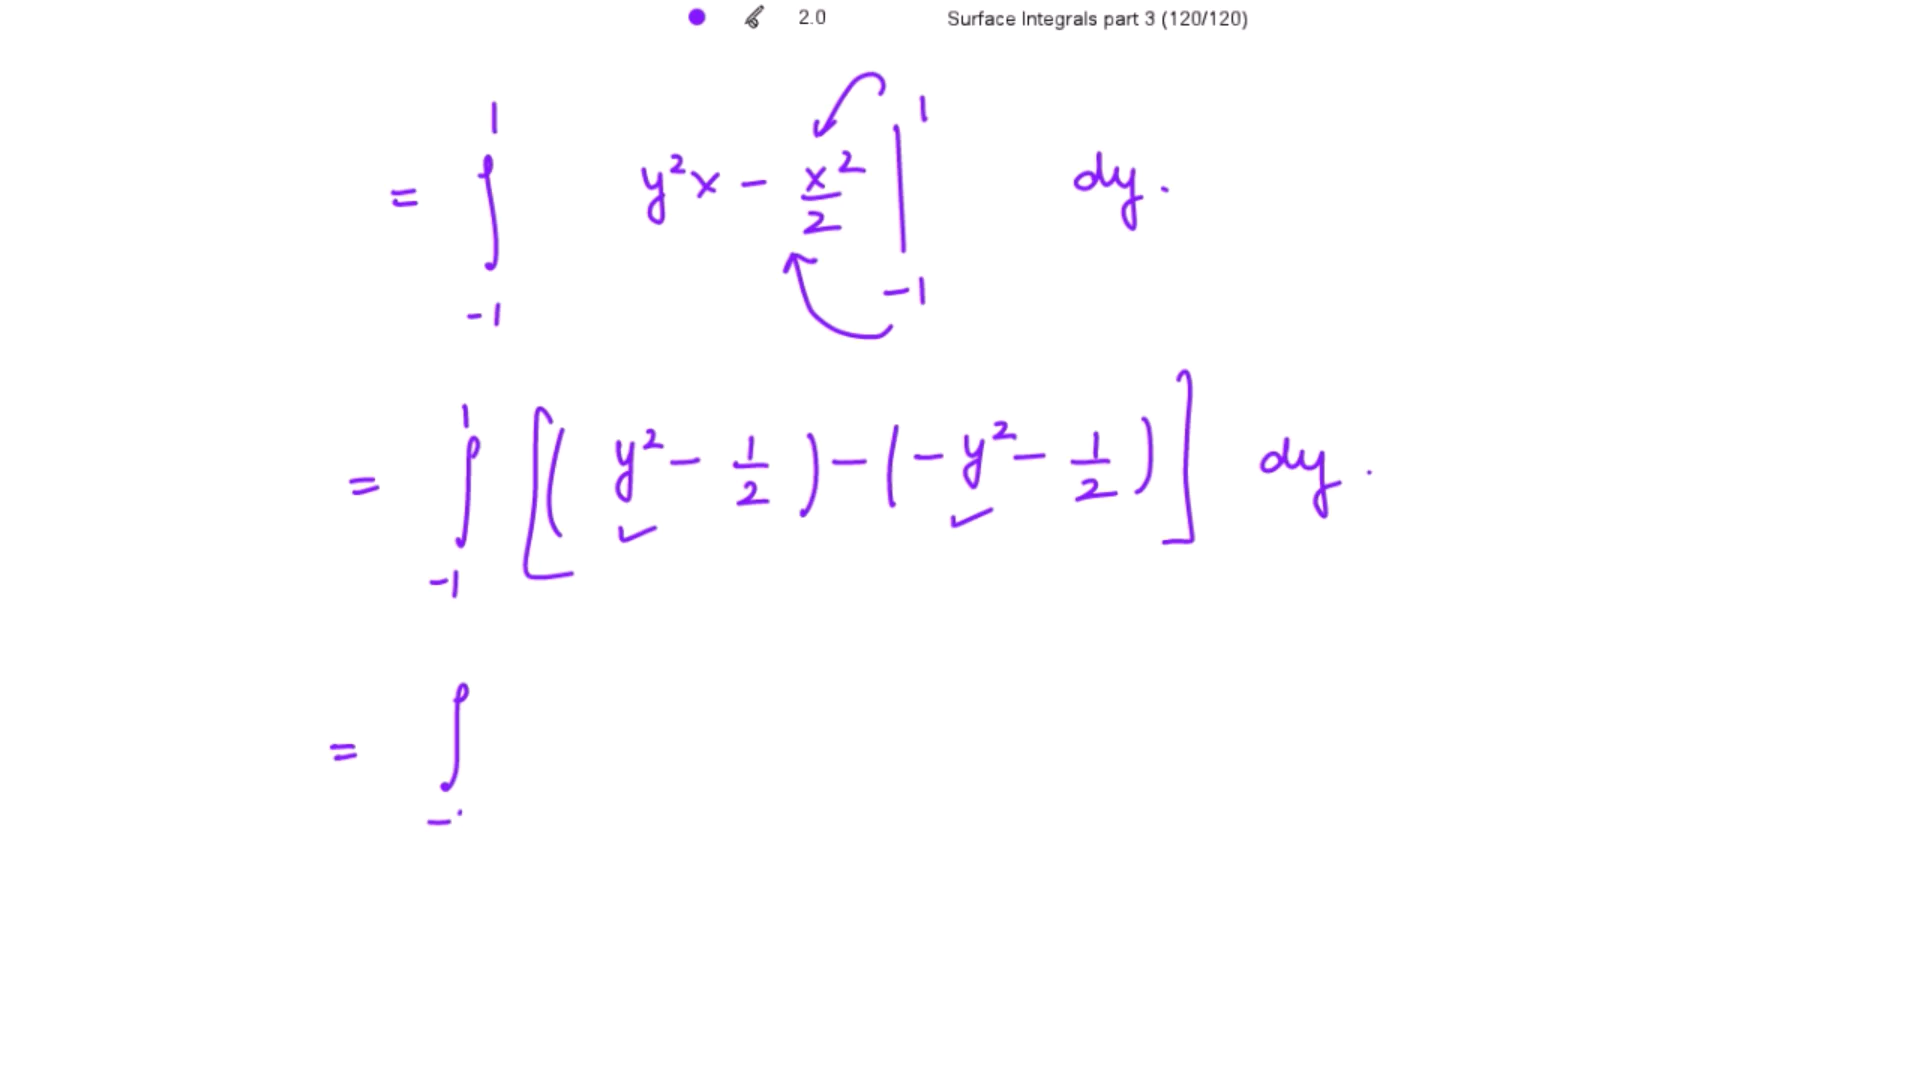 2.0 Surface Integrals part 3 (120/120)
= ∫_{-1}^{1} y²x - x²/2 |_{-1}^{1} dy.
= ∫_{-1}^{1} [(y² - 1/2) - (-y² - 1/2)] dy.
= ∫_{-}